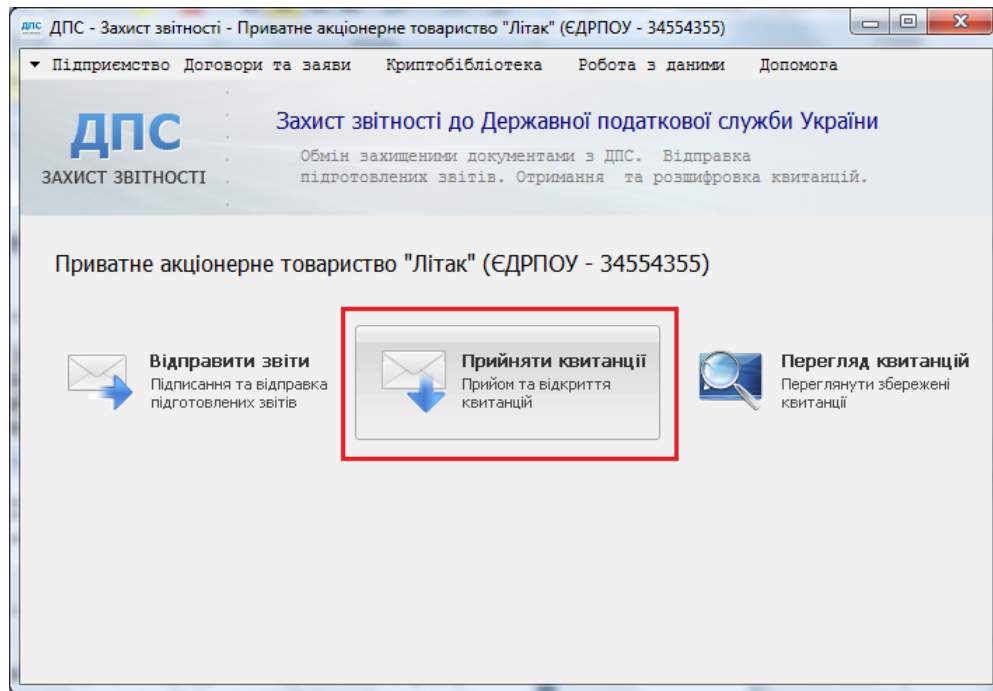 ДПС ДПС - Захист звітності - Приватне акціонерне товариство "Літак" (ЄДРПОУ - 34554355)
Підприємство Договори та заяви Криптобібліотека Робота з даними Допомога
ДПС
ЗАХИСТ ЗВІТНОСТІ
Захист звітності до Державної податкової служби України
Обмін захищеними документами з ДПС. Відправка
підготовлених звітів. Отримання та розшифровка квитанцій.
Приватне акціонерне товариство "Літак" (ЄДРПОУ - 34554355)
Відправити звіти
Підписання та відправка
підготовлених звітів
Прийняти квитанції
Прийом та відкриття
квитанцій
Перегляд квитанцій
Переглянути збережені
квитанції